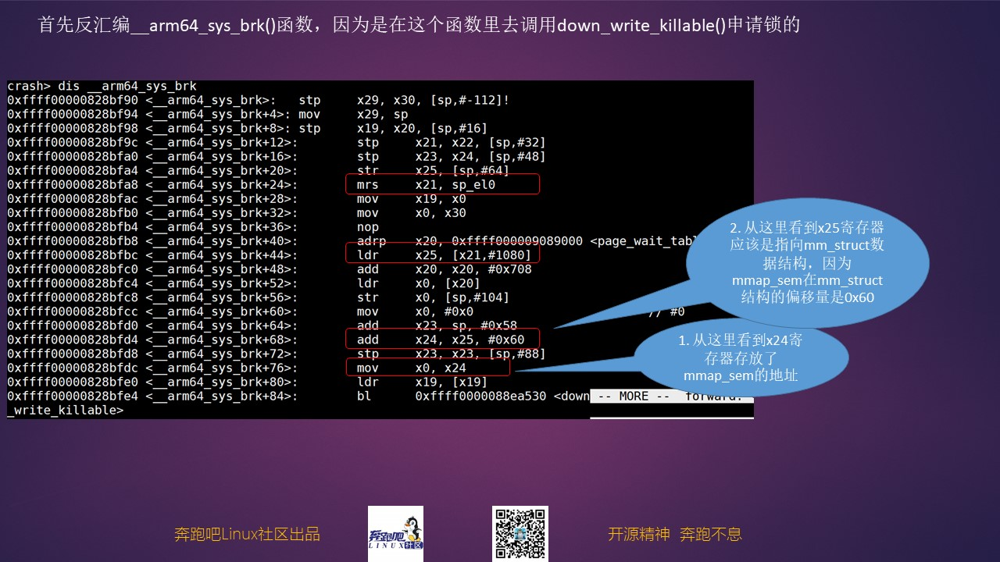 首先反汇编__arm64_sys_brk()函数，因为是在这个函数里去调用down_write_killable()申请锁的
crash> dis __arm64_sys_brk
0xffff00000828bf90 <__arm64_sys_brk>:   stp     x29, x30, [sp,#-112]!
0xffff00000828bf94 <__arm64_sys_brk+4>: mov     x29, sp
0xffff00000828bf98 <__arm64_sys_brk+8>: stp     x19, x20, [sp,#16]
0xffff00000828bf9c <__arm64_sys_brk+12>:        stp     x21, x22, [sp,#32]
0xffff00000828bfa0 <__arm64_sys_brk+16>:        stp     x23, x24, [sp,#48]
0xffff00000828bfa4 <__arm64_sys_brk+20>:        str     x25, [sp,#64]
0xffff00000828bfa8 <__arm64_sys_brk+24>:        mrs     x21, sp_el0
0xffff00000828bfac <__arm64_sys_brk+28>:        mov     x19, x0
0xffff00000828bfb0 <__arm64_sys_brk+32>:        mov     x0, x30
0xffff00000828bfb4 <__arm64_sys_brk+36>:        nop
0xffff00000828bfb8 <__arm64_sys_brk+40>:        adrp    x20, 0xffff000009089000 <page_wait_tabl
0xffff00000828bfbc <__arm64_sys_brk+44>:        ldr     x25, [x21,#1080]
0xffff00000828bfc0 <__arm64_sys_brk+48>:        add     x20, x20, #0x708
0xffff00000828bfc4 <__arm64_sys_brk+52>:        ldr     x0, [x20]
0xffff00000828bfc8 <__arm64_sys_brk+56>:        str     x0, [sp,#104]
0xffff00000828bfcc <__arm64_sys_brk+60>:        mov     x0, #0x0                        // #0
0xffff00000828bfd0 <__arm64_sys_brk+64>:        add     x23, sp, #0x58
0xffff00000828bfd4 <__arm64_sys_brk+68>:        add     x24, x25, #0x60
0xffff00000828bfd8 <__arm64_sys_brk+72>:        stp     x23, x23, [sp,#88]
0xffff00000828bfdc <__arm64_sys_brk+76>:        mov     x0, x24
0xffff00000828bfe0 <__arm64_sys_brk+80>:        ldr     x19, [x19]
0xffff00000828bfe4 <__arm64_sys_brk+84>:        bl      0xffff0000088ea530 <down -- MORE --  forward:
_write_killable>
2. 从这里看到x25寄存器
应该是指向mm_struct数
据结构，因为
mmap_sem在mm_struct
结构的偏移量是0x60
1. 从这里看到x24寄
存器存放了
mmap_sem的地址
奔跑吧Linux社区出品
奔跑吧
LINUX社区
开源精神 奔跑不息